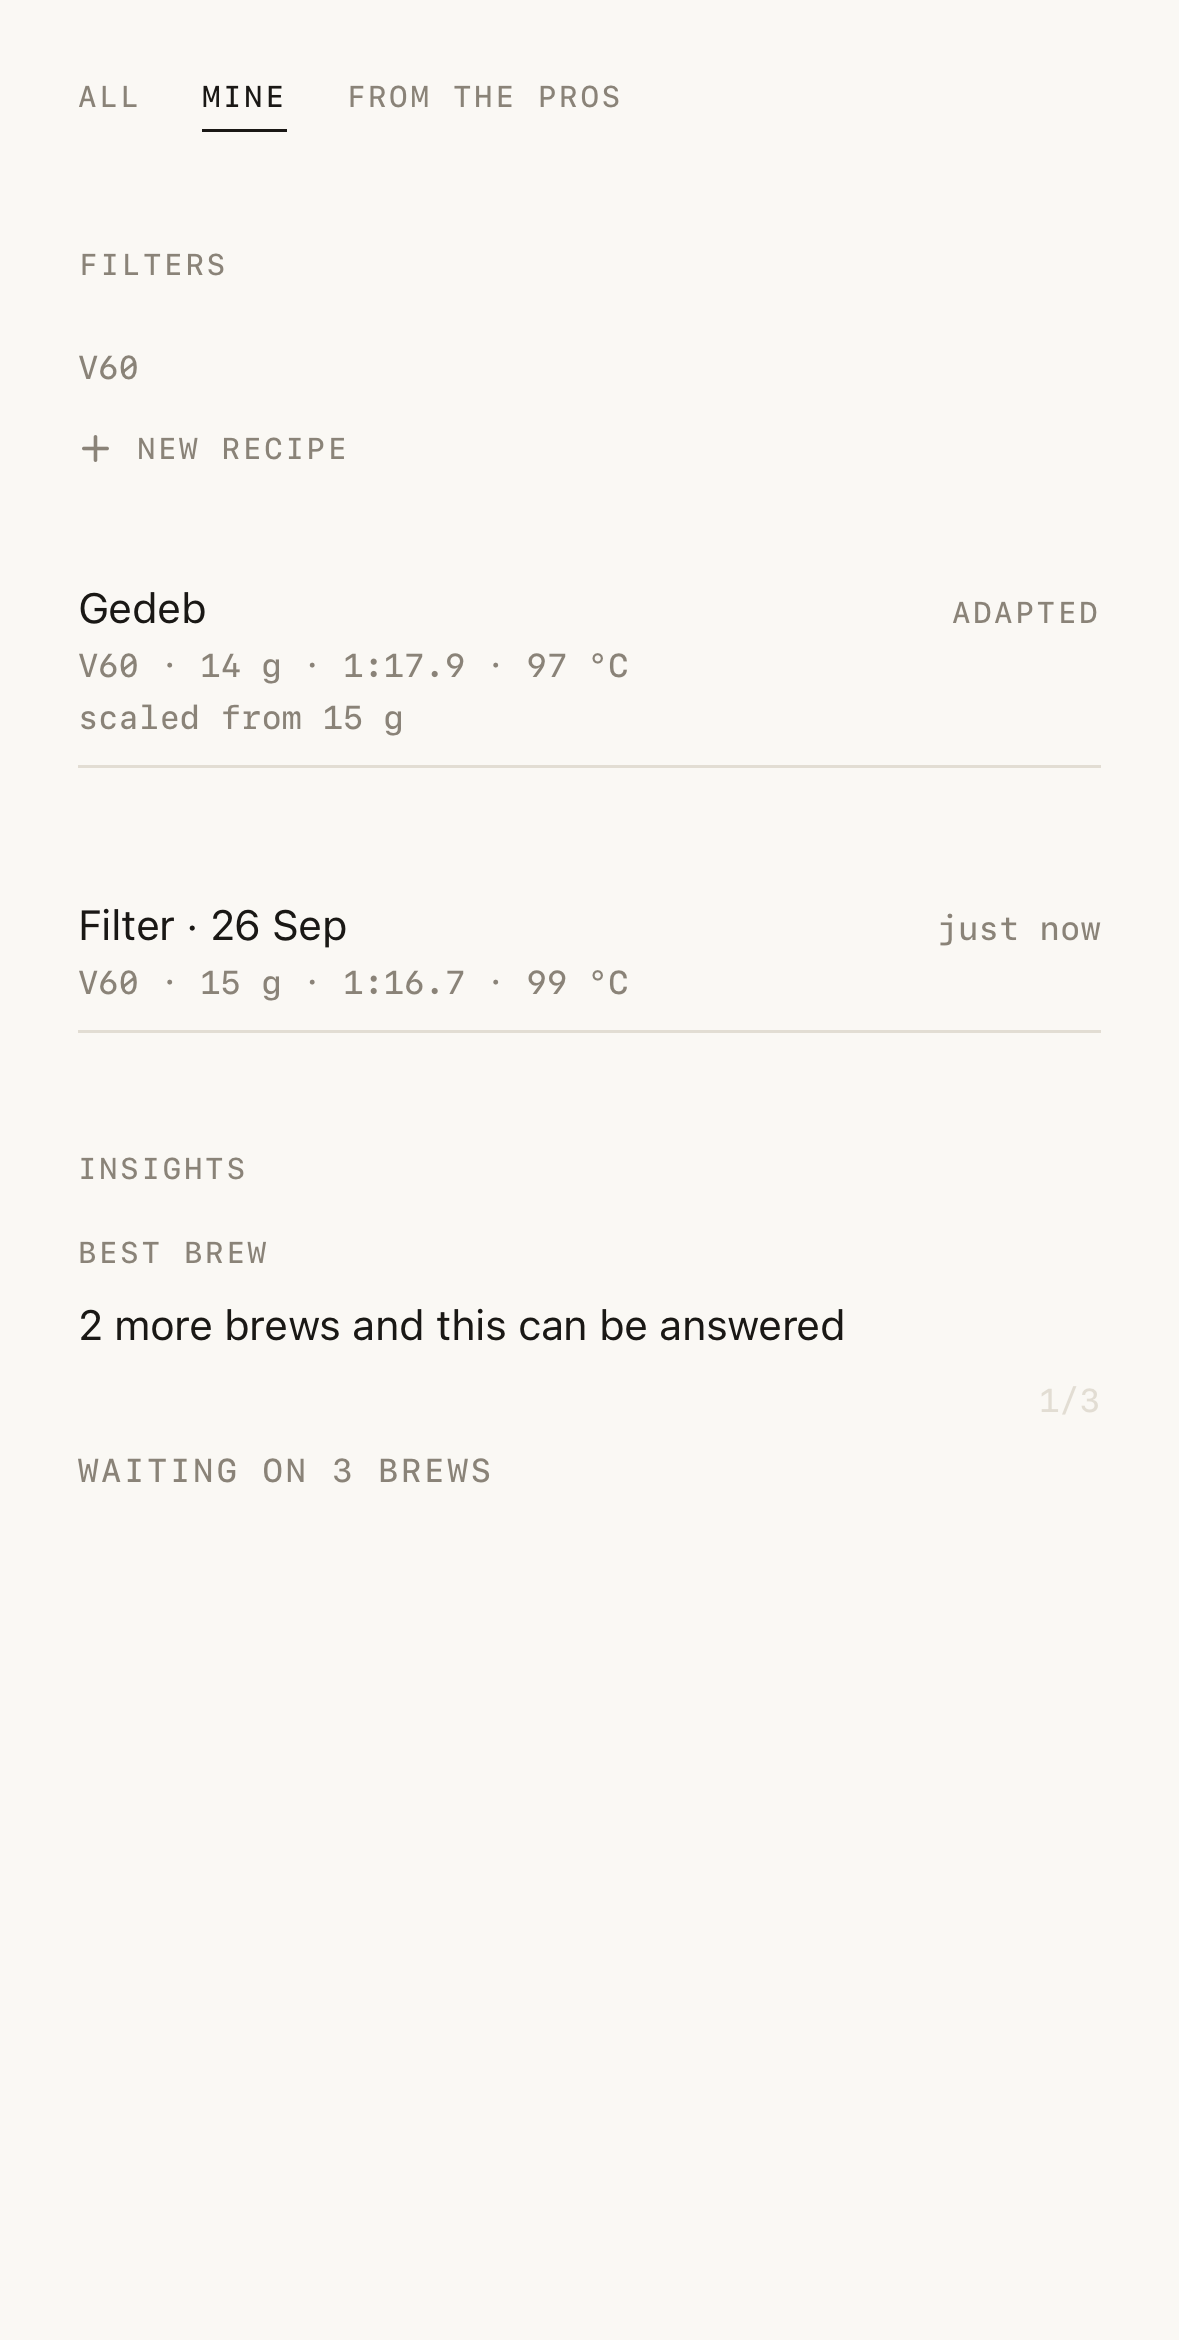 ALL MINE FROM THE PROS
FILTERS
V60
+ NEW RECIPE
Gedeb ADAPTED
V60 · 14 g · 1:17.9 · 97 °C
scaled from 15 g
Filter · 26 Sep just now
V60 · 15 g · 1:16.7 · 99 °C
INSIGHTS
BEST BREW
2 more brews and this can be answered
1/3
WAITING ON 3 BREWS